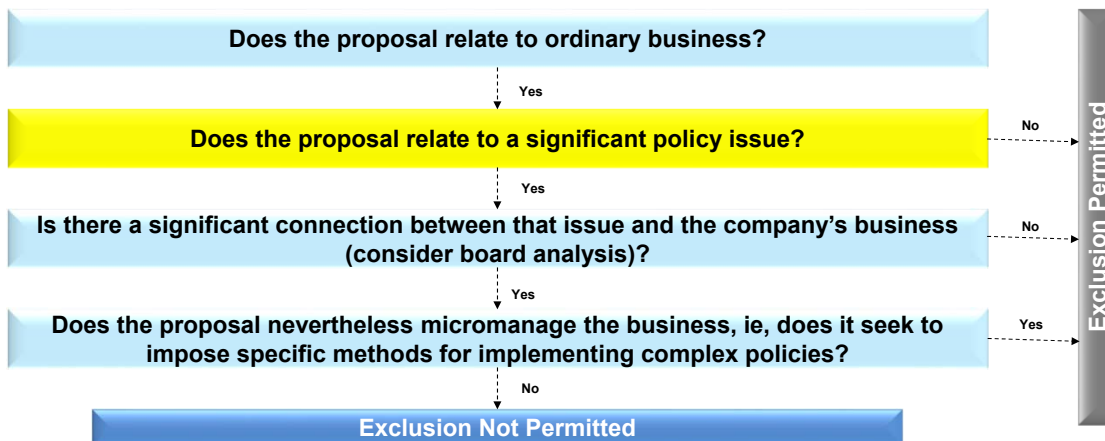 Does the proposal relate to ordinary business?
Yes
Does the proposal relate to a significant policy issue?
No
Yes
Is there a significant connection between that issue and the company's business
(consider board analysis)?
No
Yes
Does the proposal nevertheless micromanage the business, ie, does it seek to
impose specific methods for implementing complex policies?
Yes
No
Exclusion Not Permitted
Exclusion Permitted